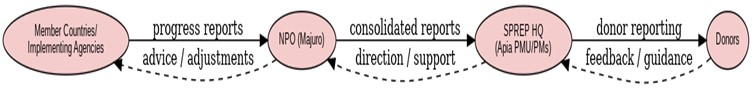 Member Countries/
Implementing Agencies
progress reports
advice / adjustments
NPO (Majuro)
consolidated reports
direction / support
SPREP HQ
(Apia PMU/PMs)
donor reporting
feedback / guidance
Donors